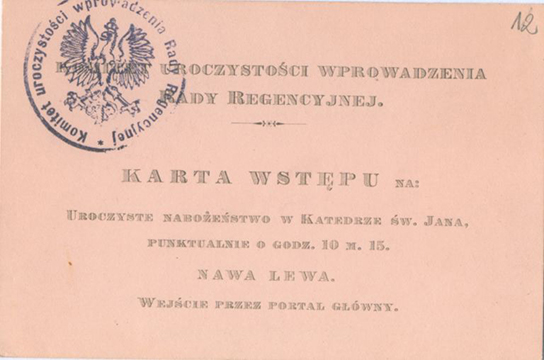 12
Komitet uroczystości wprowadzenia Rady Regencyjnej *
KOMITET UROCZYSTOŚCI WPROWADZENIA
RADY REGENCYJNEJ.
KARTA WSTĘPU NA:
UROCZYSTE NABOŻEŃSTWO W KATEDRZE ŚW. JANA,
PUNKTUALNIE O GODZ. 10 M. 15.
NAWA LEWA.
WEJŚCIE PRZEZ PORTAL GŁÓWNY.